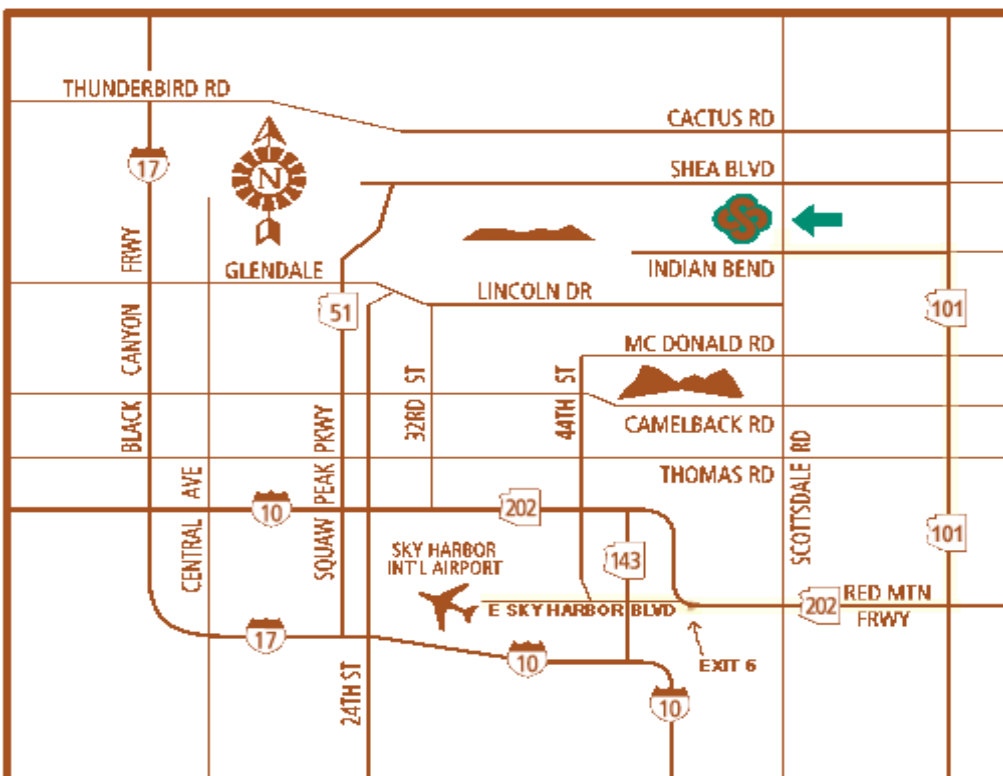 THUNDERBIRD RD
CACTUS RD
17
SHEA BLVD
N
BLACK CANYON FRWY
GLENDALE
INDIAN BEND
LINCOLN DR
51
101
MC DONALD RD
32RD ST
44TH ST
CAMELBACK RD
THOMAS RD
SCOTTSDALE RD
CENTRAL AVE
SQUAW PEAK PKWY
10
202
101
SKY HARBOR
INT'L AIRPORT
143
E SKY HARBOR BLVD
202
RED MTN
FRWY
17
10
EXIT 6
24TH ST
10